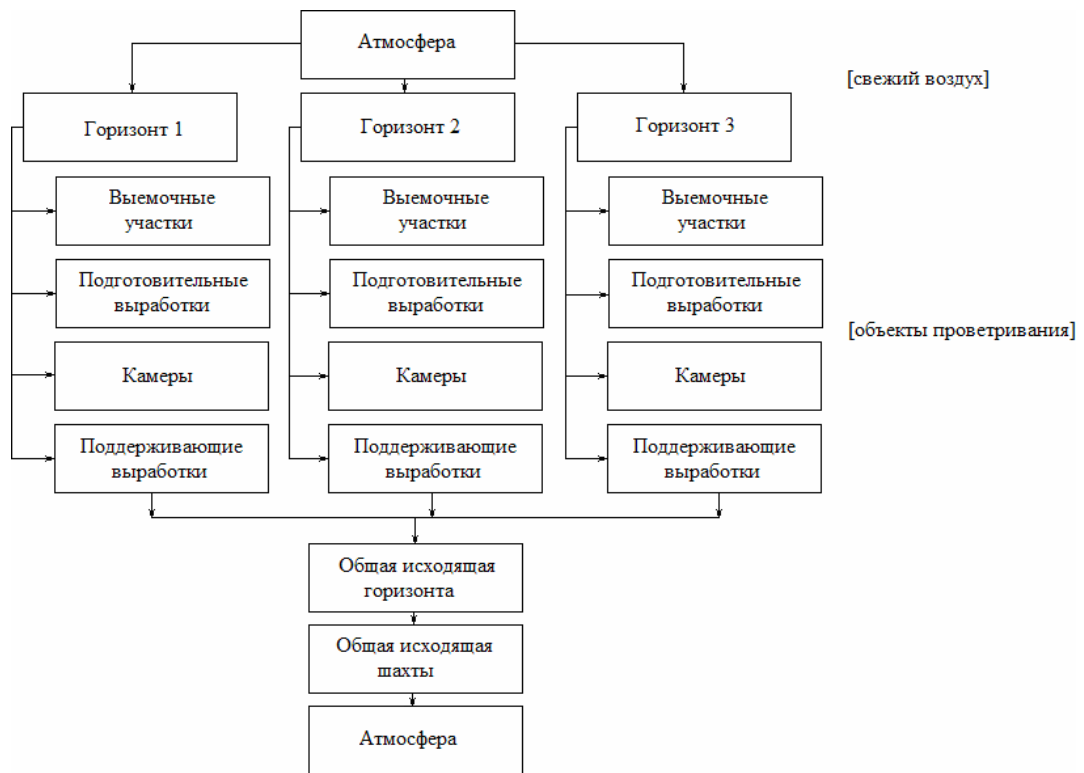 Атмосфера
[свежий воздух]
Горизонт 1
Горизонт 2
Горизонт 3
Выемочные
участки
Выемочные
участки
Выемочные
участки
Подготовительные
выработки
Подготовительные
выработки
Подготовительные
выработки
[объекты проветривания]
Камеры
Камеры
Камеры
Поддерживающие
выработки
Поддерживающие
выработки
Поддерживающие
выработки
Общая исходящая
горизонта
Общая исходящая
шахты
Атмосфера